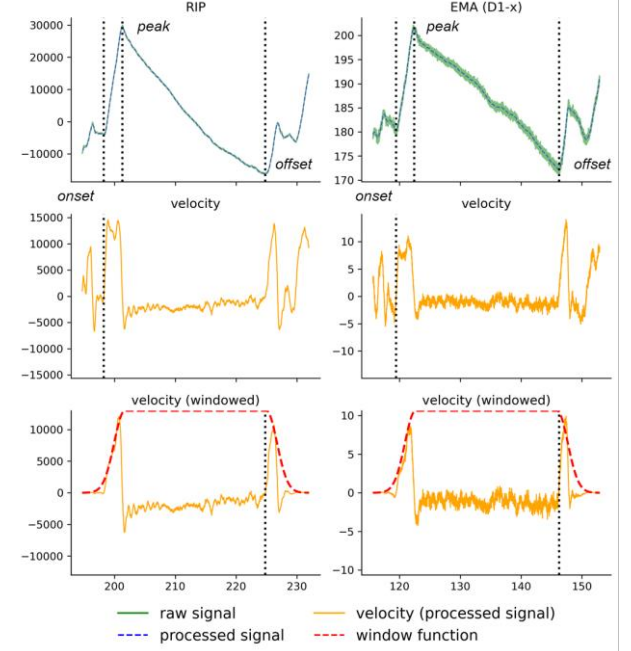 RIP
EMA (D1-x)
peak
peak
30000
20000
10000
0
−10000
offset
200
195
190
185
180
175
170
offset
onset
velocity
onset
velocity
15000
10000
5000
0
−5000
−10000
−15000
10
5
0
−5
−10
velocity (windowed)
velocity (windowed)
10000
5000
0
−5000
−10000
10
5
0
−5
−10
200
210
220
230
120
130
140
150
raw signal
velocity (processed signal)
processed signal
window function